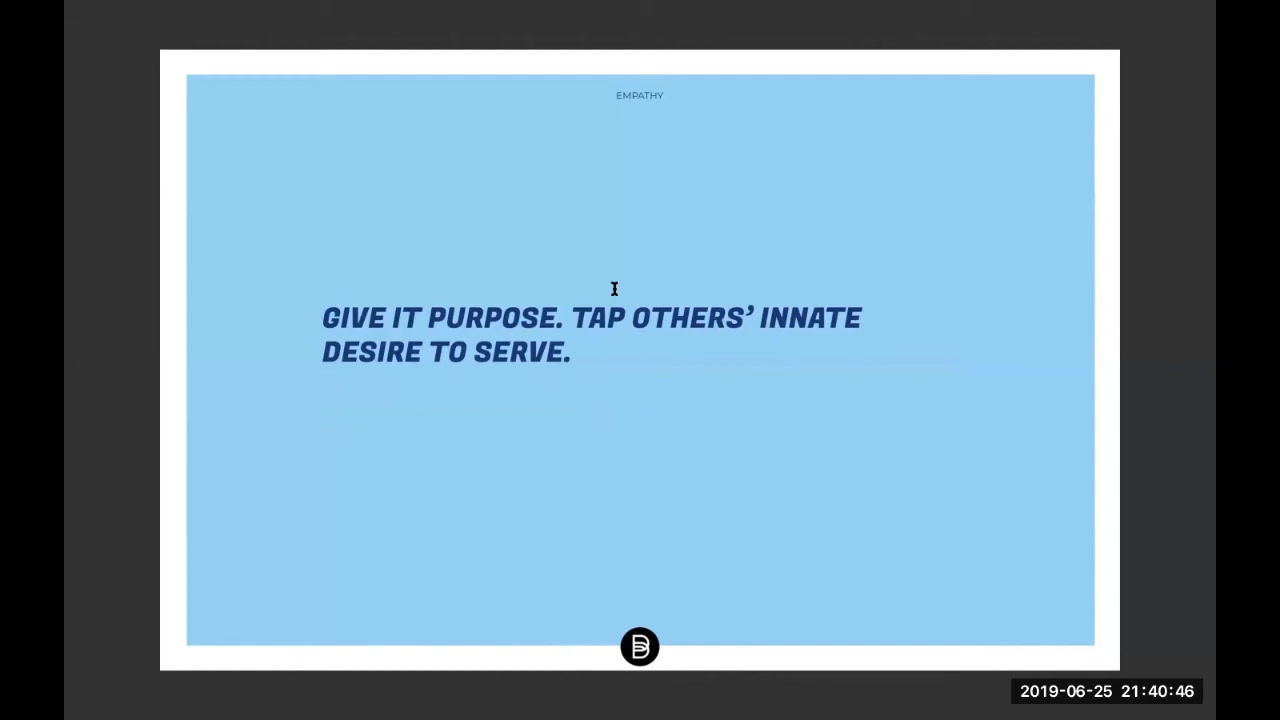 EMPATHY
GIVE IT PURPOSE. TAP OTHERS’ INNATE
DESIRE TO SERVE.
B
2019-06-25 21:40:46